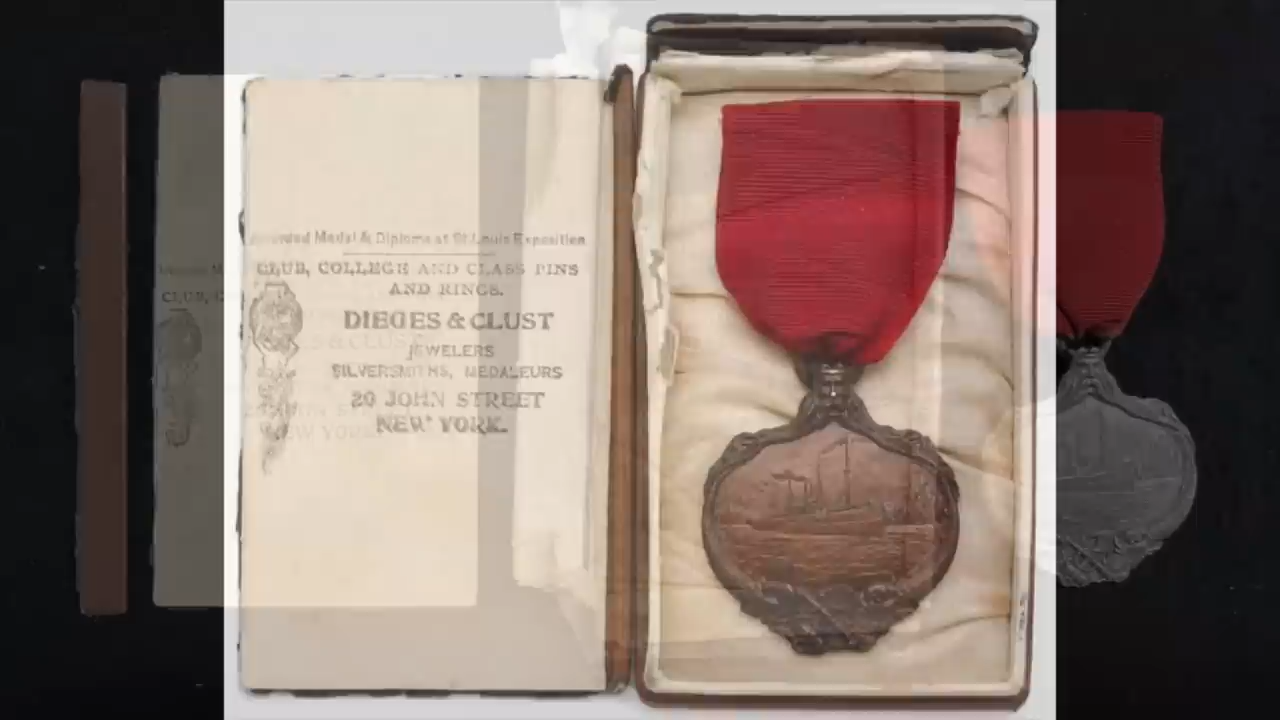 Awarded Medal & Diploma at St. Louis Exposition
CLUB, COLLEGE AND CLASS PINS
AND RINGS.
DIEGES & CLUST
JEWELERS
SILVERSMITHS, MEDALEURS
20 JOHN STREET
NEW YORK.